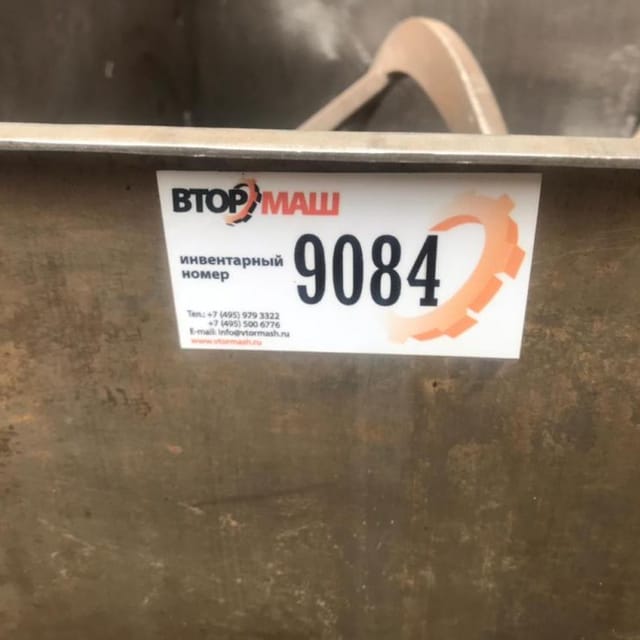 ВТОРМАШ
инвентарный
номер
9084
Тел.: +7 (495) 979 3322
+7 (495) 500 6776
E-mail: info@vtormash.ru
www.vtormash.ru